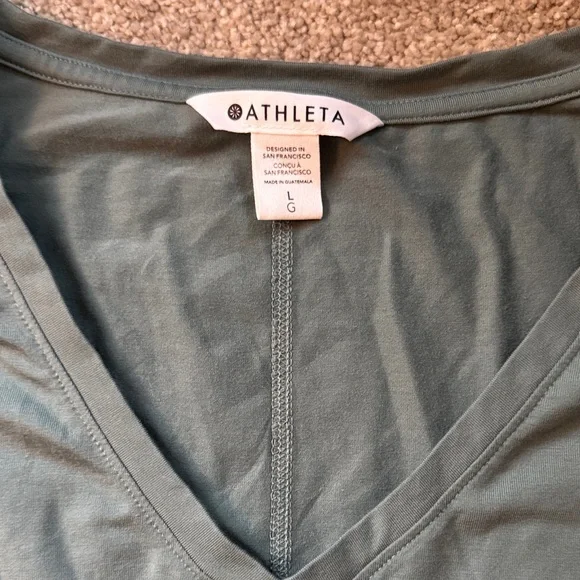 ATHLETA
DESIGNED IN
SAN FRANCISCO
CONÇU À
SAN FRANCISCO
MADE IN GUATEMALA
L
G